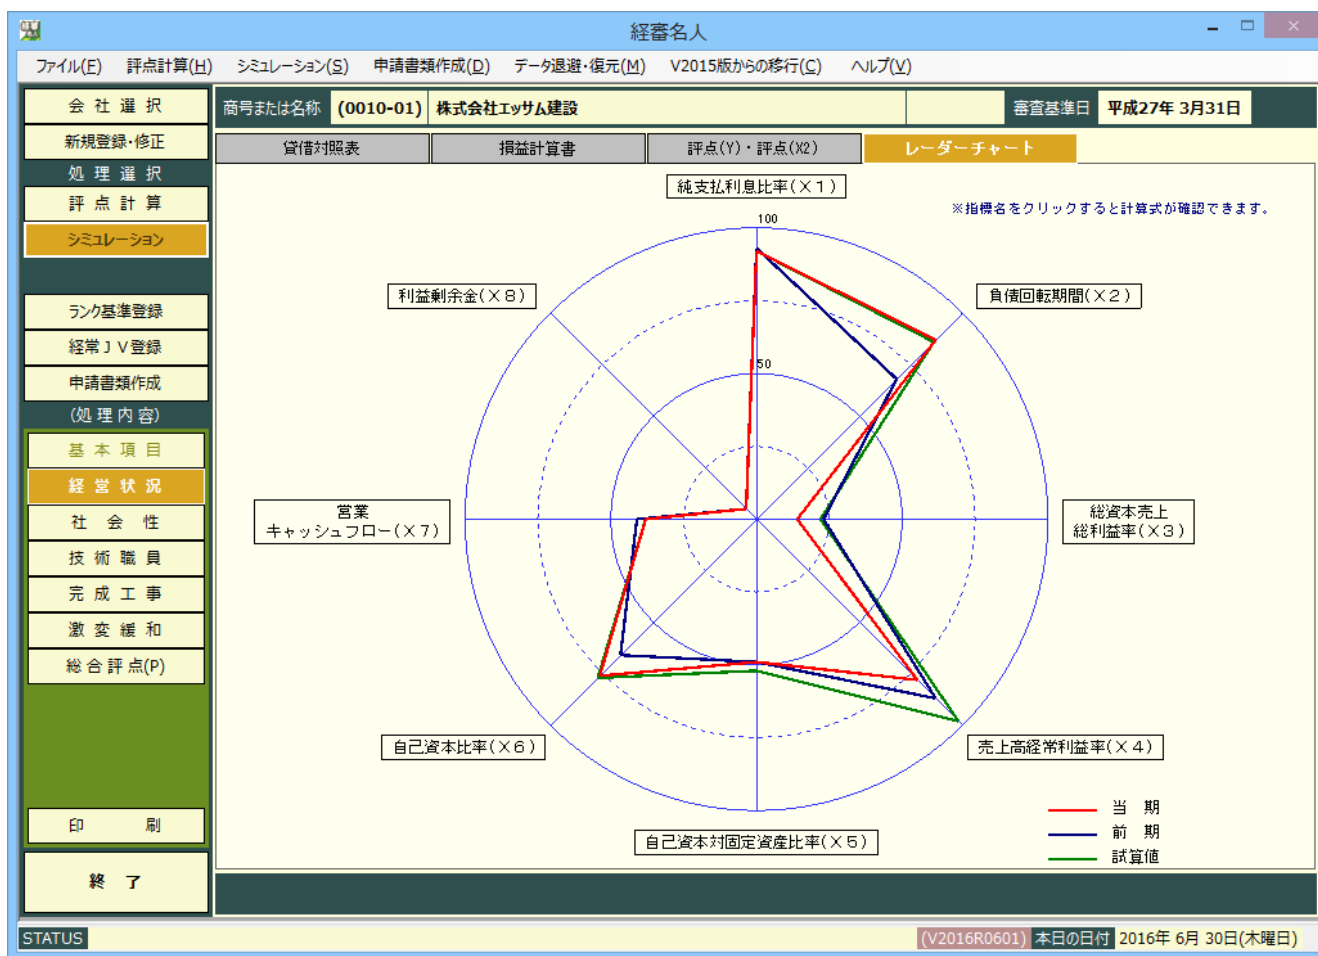 経審名人
ファイル(F) 評点計算(H) シミュレーション(S) 申請書類作成(D) データ退避・復元(M) V2015版からの移行(C) ヘルプ(V)
会 社 選 択
新規登録・修正
処 理 選 択
評 点 計 算
シミュレーション
ランク基準登録
経常ＪＶ登録
申請書類作成
(処 理 内 容)
基 本 項 目
経 営 状 況
社 会 性
技 術 職 員
完 成 工 事
激 変 緩 和
総 合 評 点(P)
印 刷
終 了
商号または名称 (0010-01) 株式会社エッサム建設 審査基準日 平成27年 3月31日
貸借対照表 損益計算書 評点(Y)・評点(X2) レーダーチャート
純支払利息比率(Ｘ１)
※指標名をクリックすると計算式が確認できます。
100
利益剰余金(Ｘ８)
負債回転期間(Ｘ２)
50
営業
キャッシュフロー(Ｘ７)
総資本売上
総利益率(Ｘ３)
自己資本比率(Ｘ６)
売上高経常利益率(Ｘ４)
自己資本対固定資産比率(Ｘ５)
当 期
前 期
試算値
STATUS (V2016R0601) 本日の日付 2016年 6月 30日(木曜日)